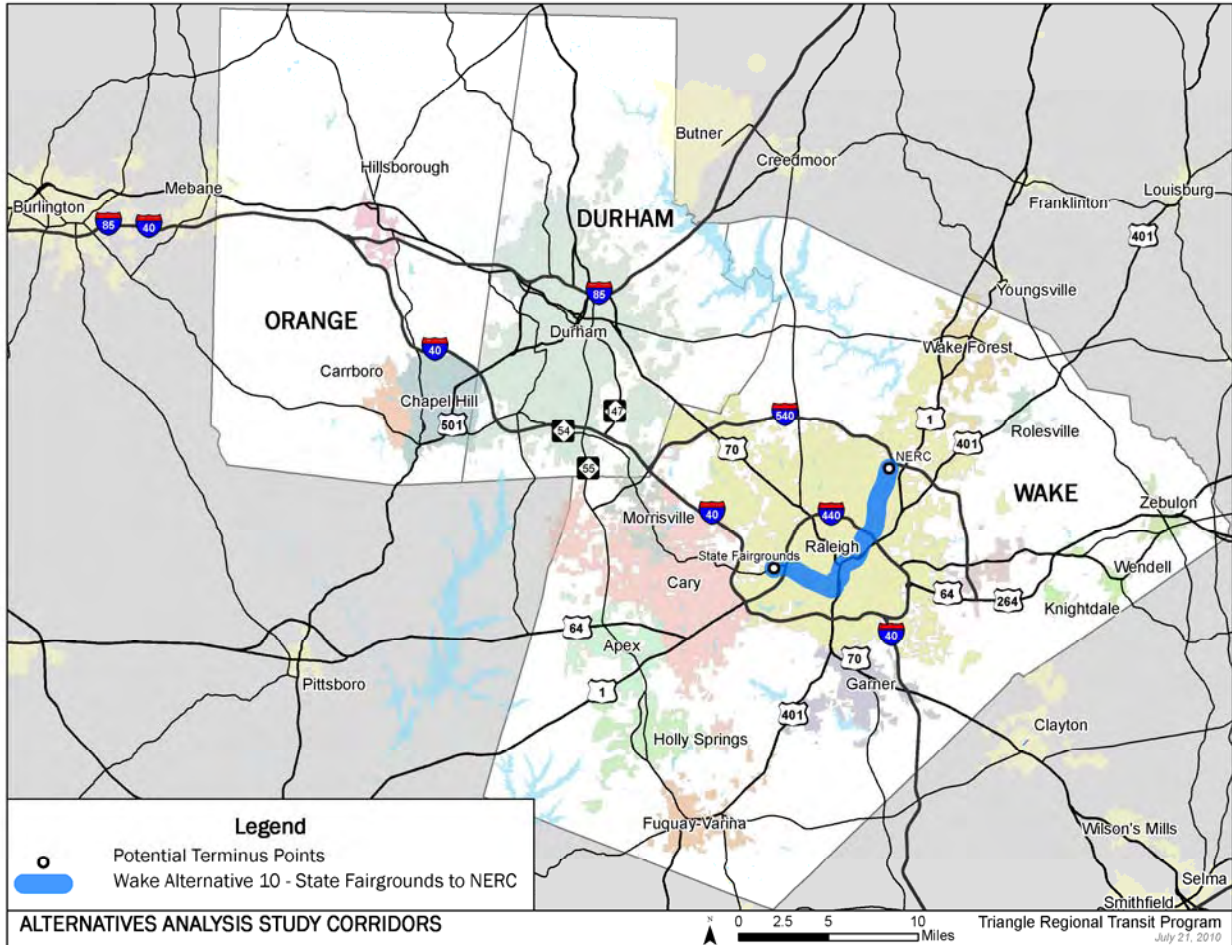 Butner
Creedmoor
Hillsborough
Mebane
Louisburg
Burlington
Franklinton
85
40
DURHAM
401
85
Youngsville
ORANGE
Durham
40
Wake Forest
Carrboro
Chapel Hill
47
540
1
501
54
401
Rolesville
70
NERC
55
WAKE
Zebulon
Morrisville
40
440
Raleigh
State Fairgrounds
Wendell
Cary
64
264
Knightdale
64
40
Apex
70
Pittsboro
1
Garner
401
Clayton
Holly Springs
Fuquay-Varina
Wilson's Mills
Selma
Smithfield
Legend
Potential Terminus Points
Wake Alternative 10 - State Fairgrounds to NERC
ALTERNATIVES ANALYSIS STUDY CORRIDORS
N
0 2.5 5 10
Miles
Triangle Regional Transit Program
July 21, 2010